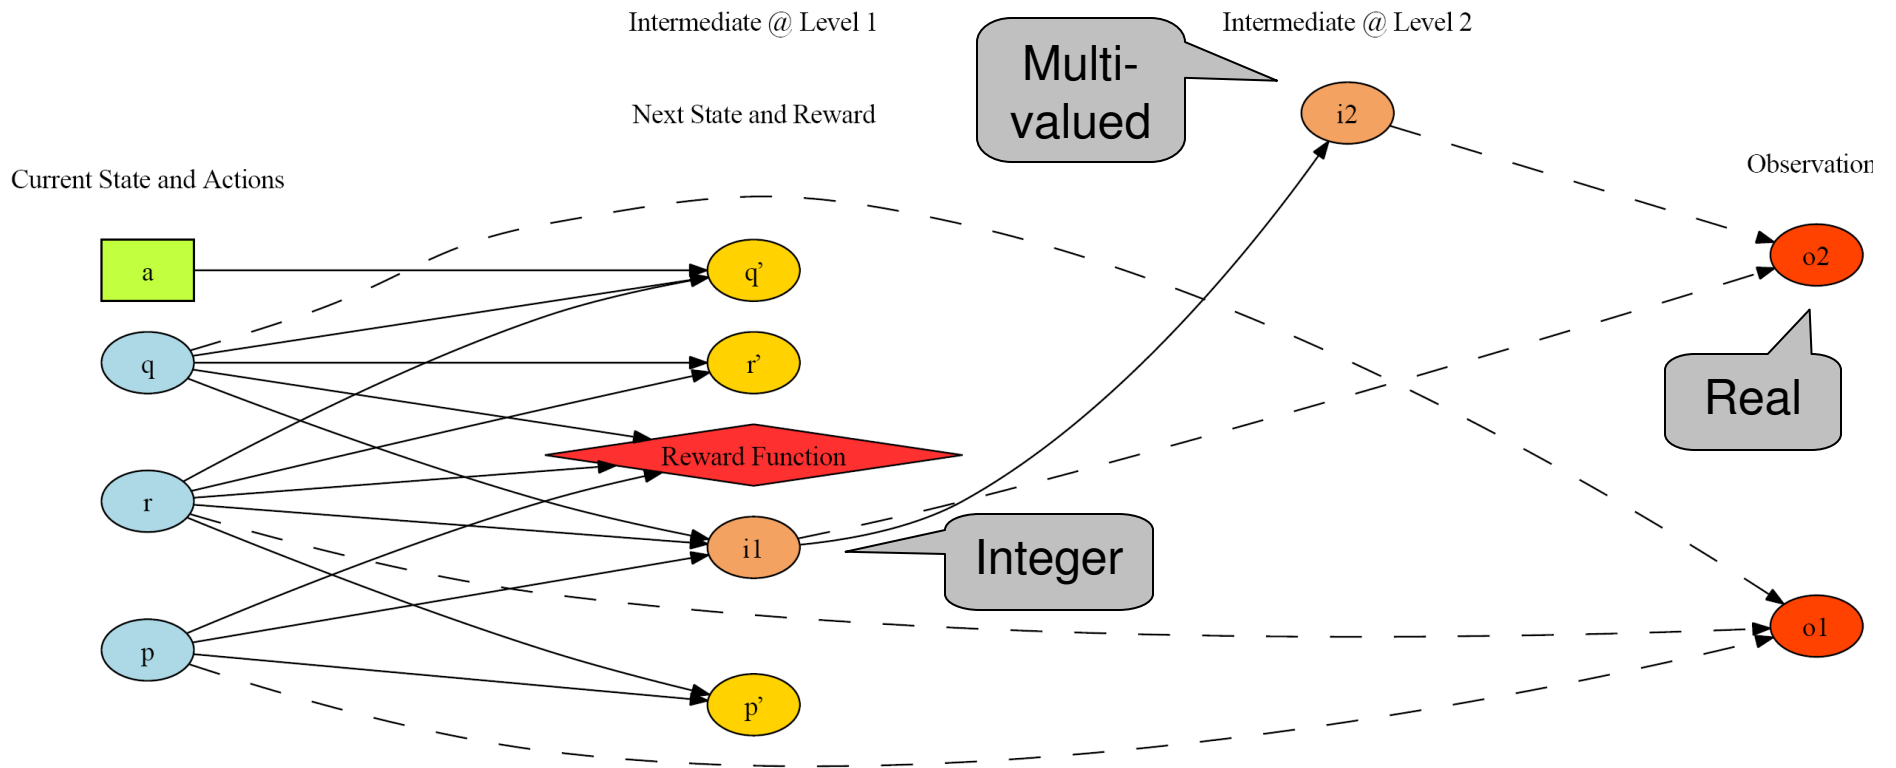 Intermediate @ Level 1
Intermediate @ Level 2
Multi-
valued
i2
Next State and Reward
Observation
Current State and Actions
a
q’
o2
q
r’
Real
Reward Function
r
i1
Integer
o1
p
p’